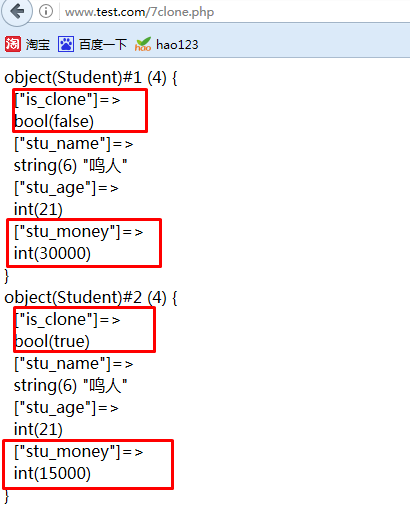 www.test.com/7clone.php
淘 淘宝 百度一下 hao hao123
object(Student)#1 (4) {
["is_clone"]=>
bool(false)
["stu_name"]=>
string(6) "鸣人"
["stu_age"]=>
int(21)
["stu_money"]=>
int(30000)
}
object(Student)#2 (4) {
["is_clone"]=>
bool(true)
["stu_name"]=>
string(6) "鸣人"
["stu_age"]=>
int(21)
["stu_money"]=>
int(15000)
}